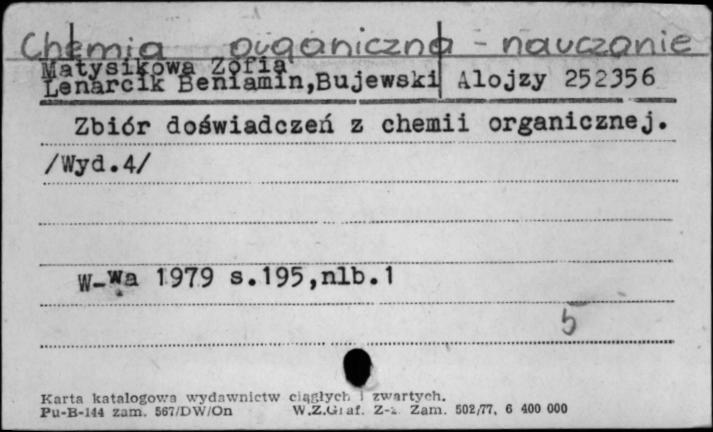 Chemia organiczna - nauczanie
Matysikowa Zofia
Lenarcik Beniamin,Bujewski Alojzy 252356
Zbiór doświadczeń z chemii organicznej.
/Wyd.4/
W-wa 1979 s.195,nlb.1
5
Karta katalogowa wydawnictw ciągłych i zwartych.
Pu-B-144 zam. 567/DW/On W.Z.Graf. Z-2. Zam. 502/77. 6 400 000